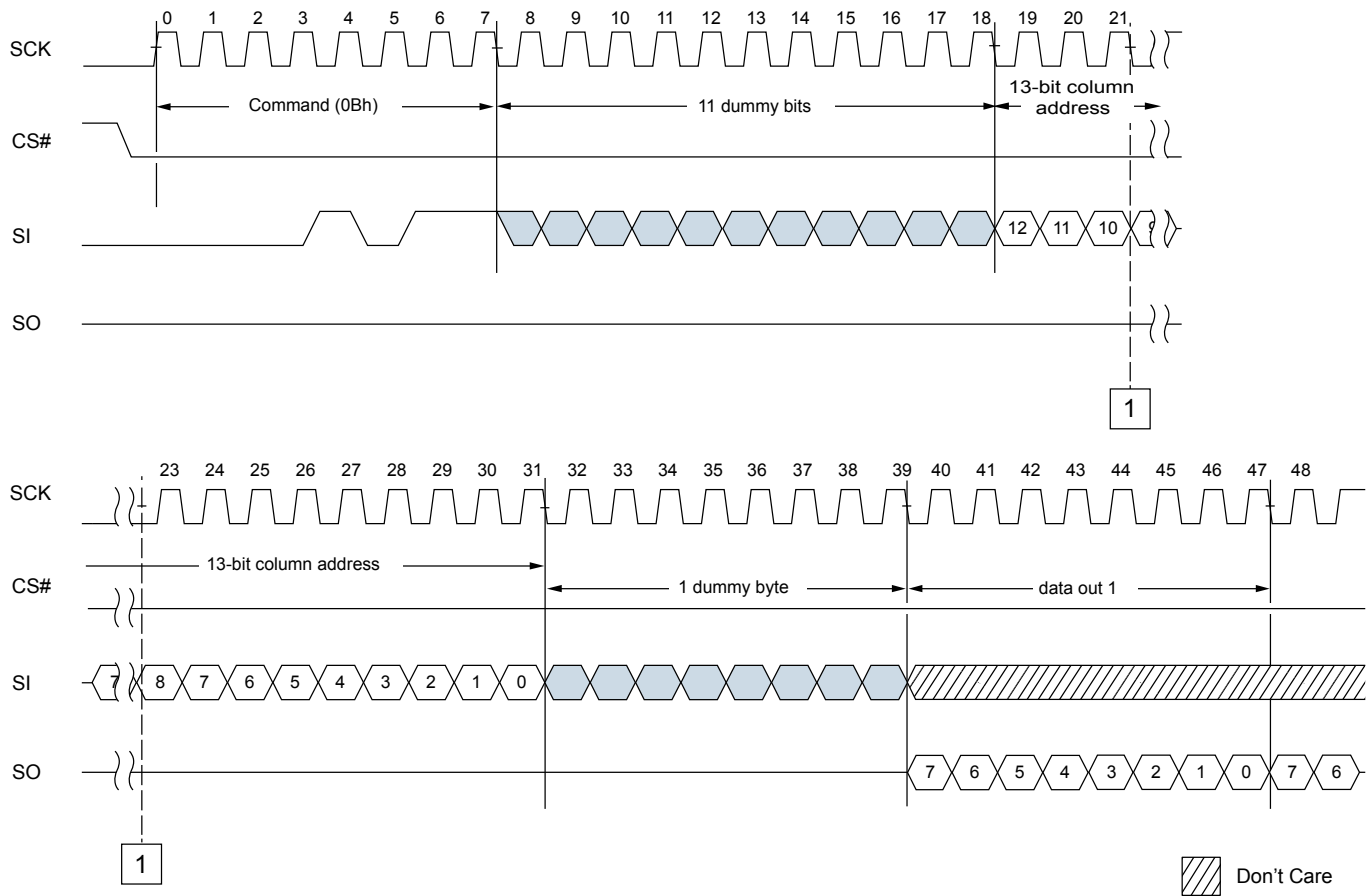 0 1 2 3 4 5 6 7 8 9 10 11 12 13 14 15 16 17 18 19 20 21
SCK
Command (0Bh) 11 dummy bits 13-bit column address
CS#
SI
12 11 10 9
SO
1
23 24 25 26 27 28 29 30 31 32 33 34 35 36 37 38 39 40 41 42 43 44 45 46 47 48
SCK
13-bit column address
CS#
1 dummy byte data out 1
SI
7 8 7 6 5 4 3 2 1 0
SO
7 6 5 4 3 2 1 0 7 6
1
Don't Care